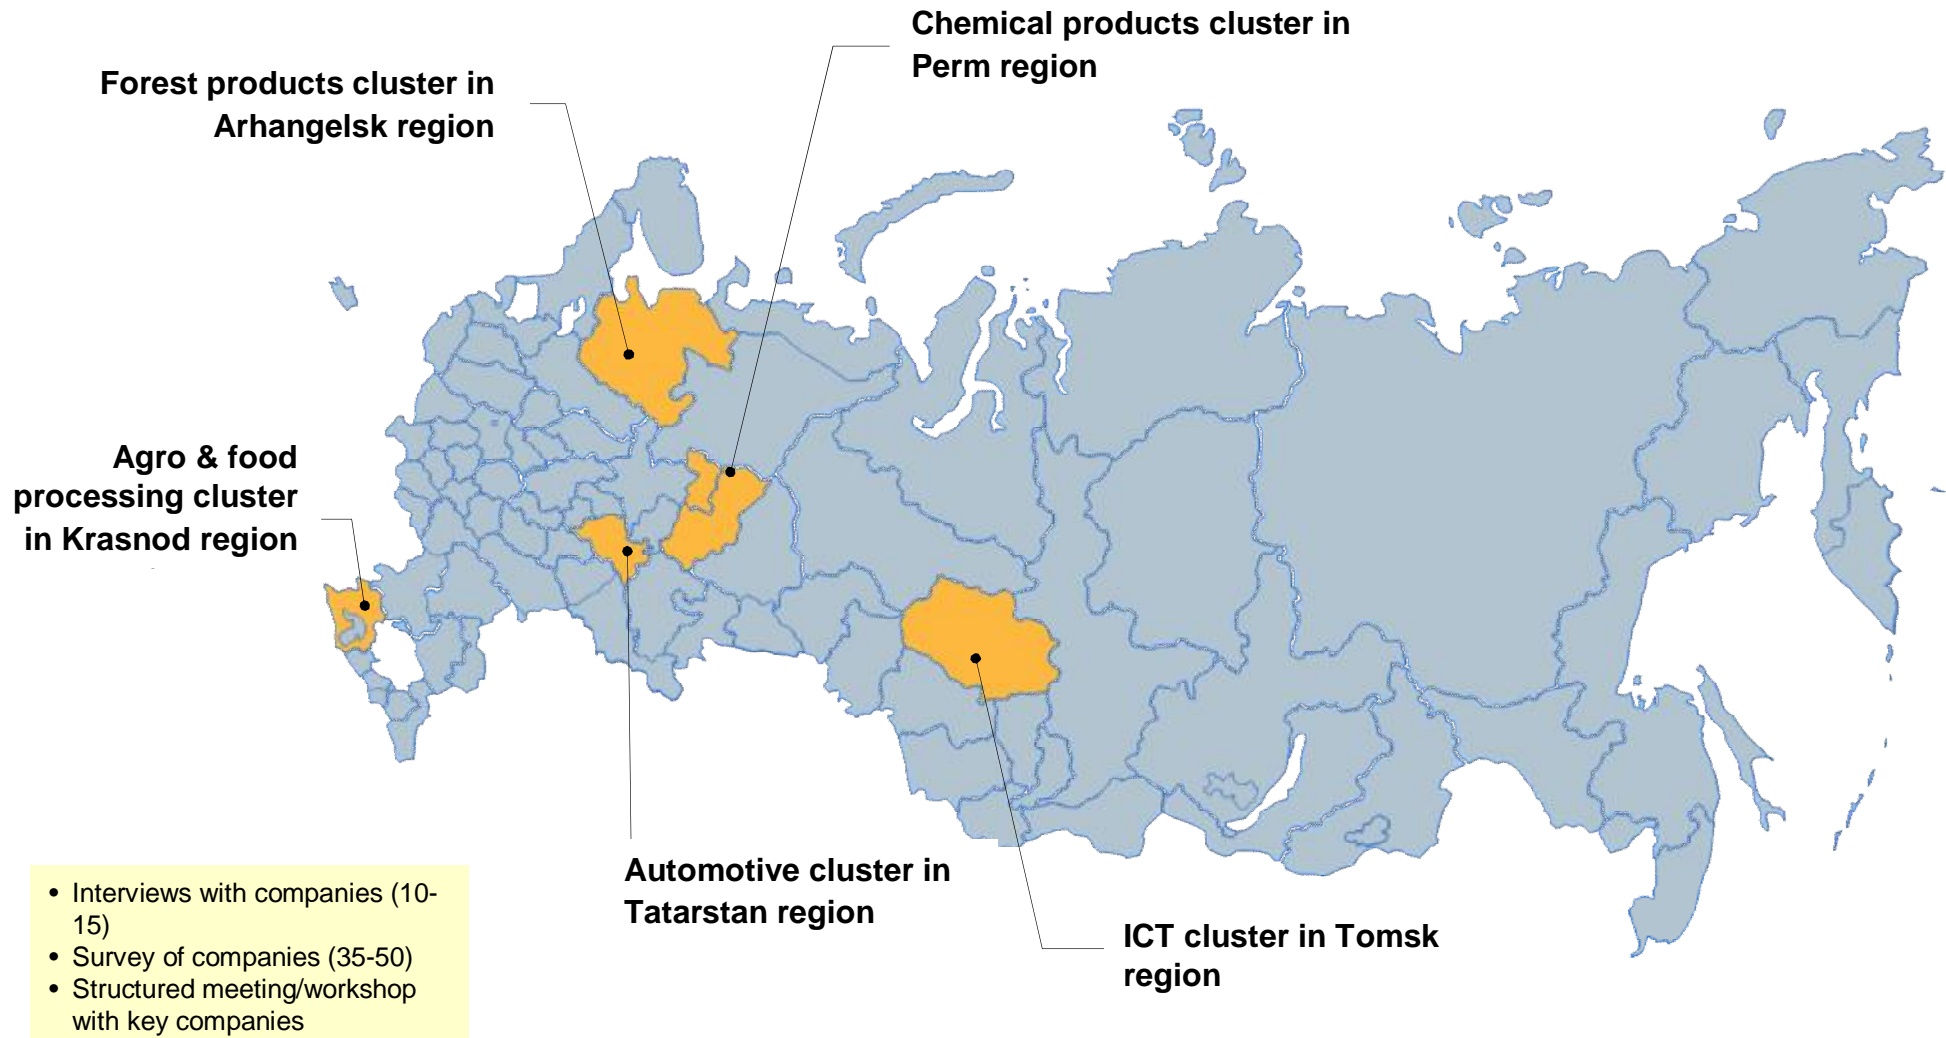 Chemical products cluster in
Perm region
Forest products cluster in
Arhangelsk region
Agro & food
processing cluster
in Krasnod region
Automotive cluster in
Tatarstan region
ICT cluster in Tomsk
region
• Interviews with companies (10-
15)
• Survey of companies (35-50)
• Structured meeting/workshop
with key companies